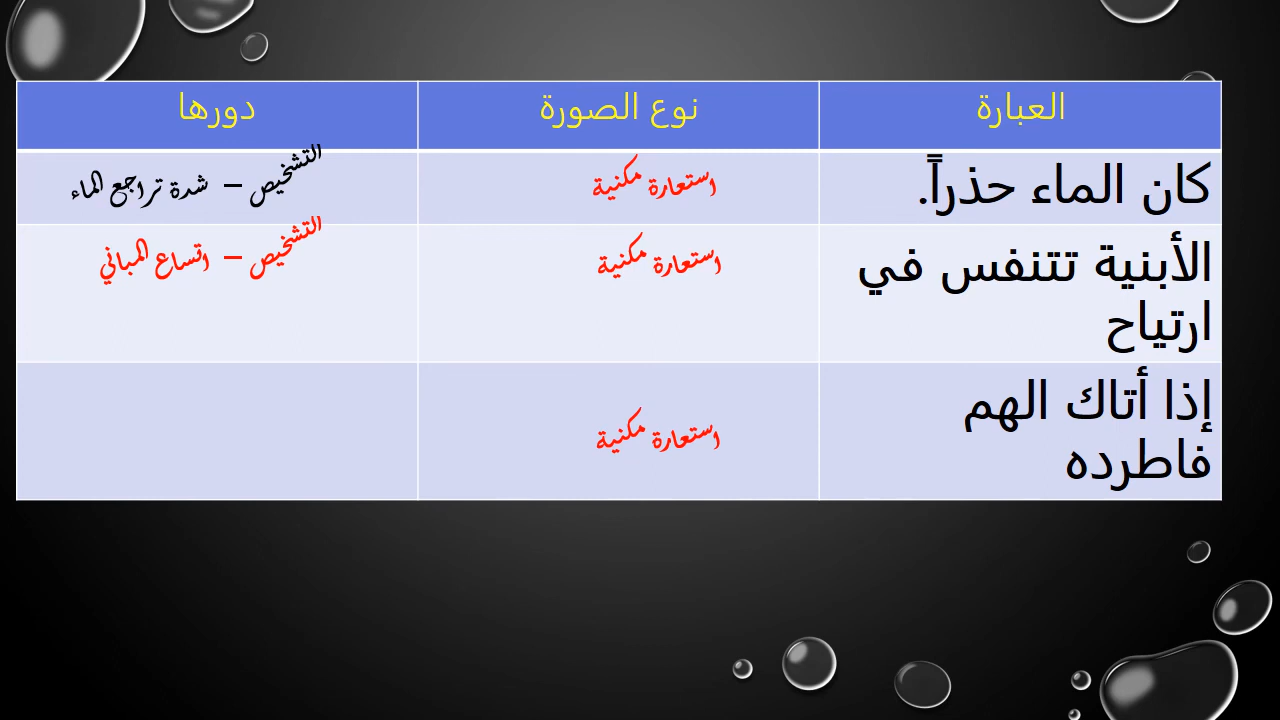 العبارة
نوع الصورة
دورها
كان الماء حذراً.
استعارة مكنية
التشخيص – شدة تراجع الماء
الأبنية تتنفس في
ارتياح
استعارة مكنية
التشخيص – اتساع المباني
إذا أتاك الهم
فاطرده
استعارة مكنية